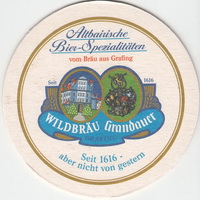 Altbairische
Bier-Spezialitäten
vom Bräu aus Grafing
Seit 1616
WILDBRÄU Grandauer
Seit 1616 -
aber nicht von gestern